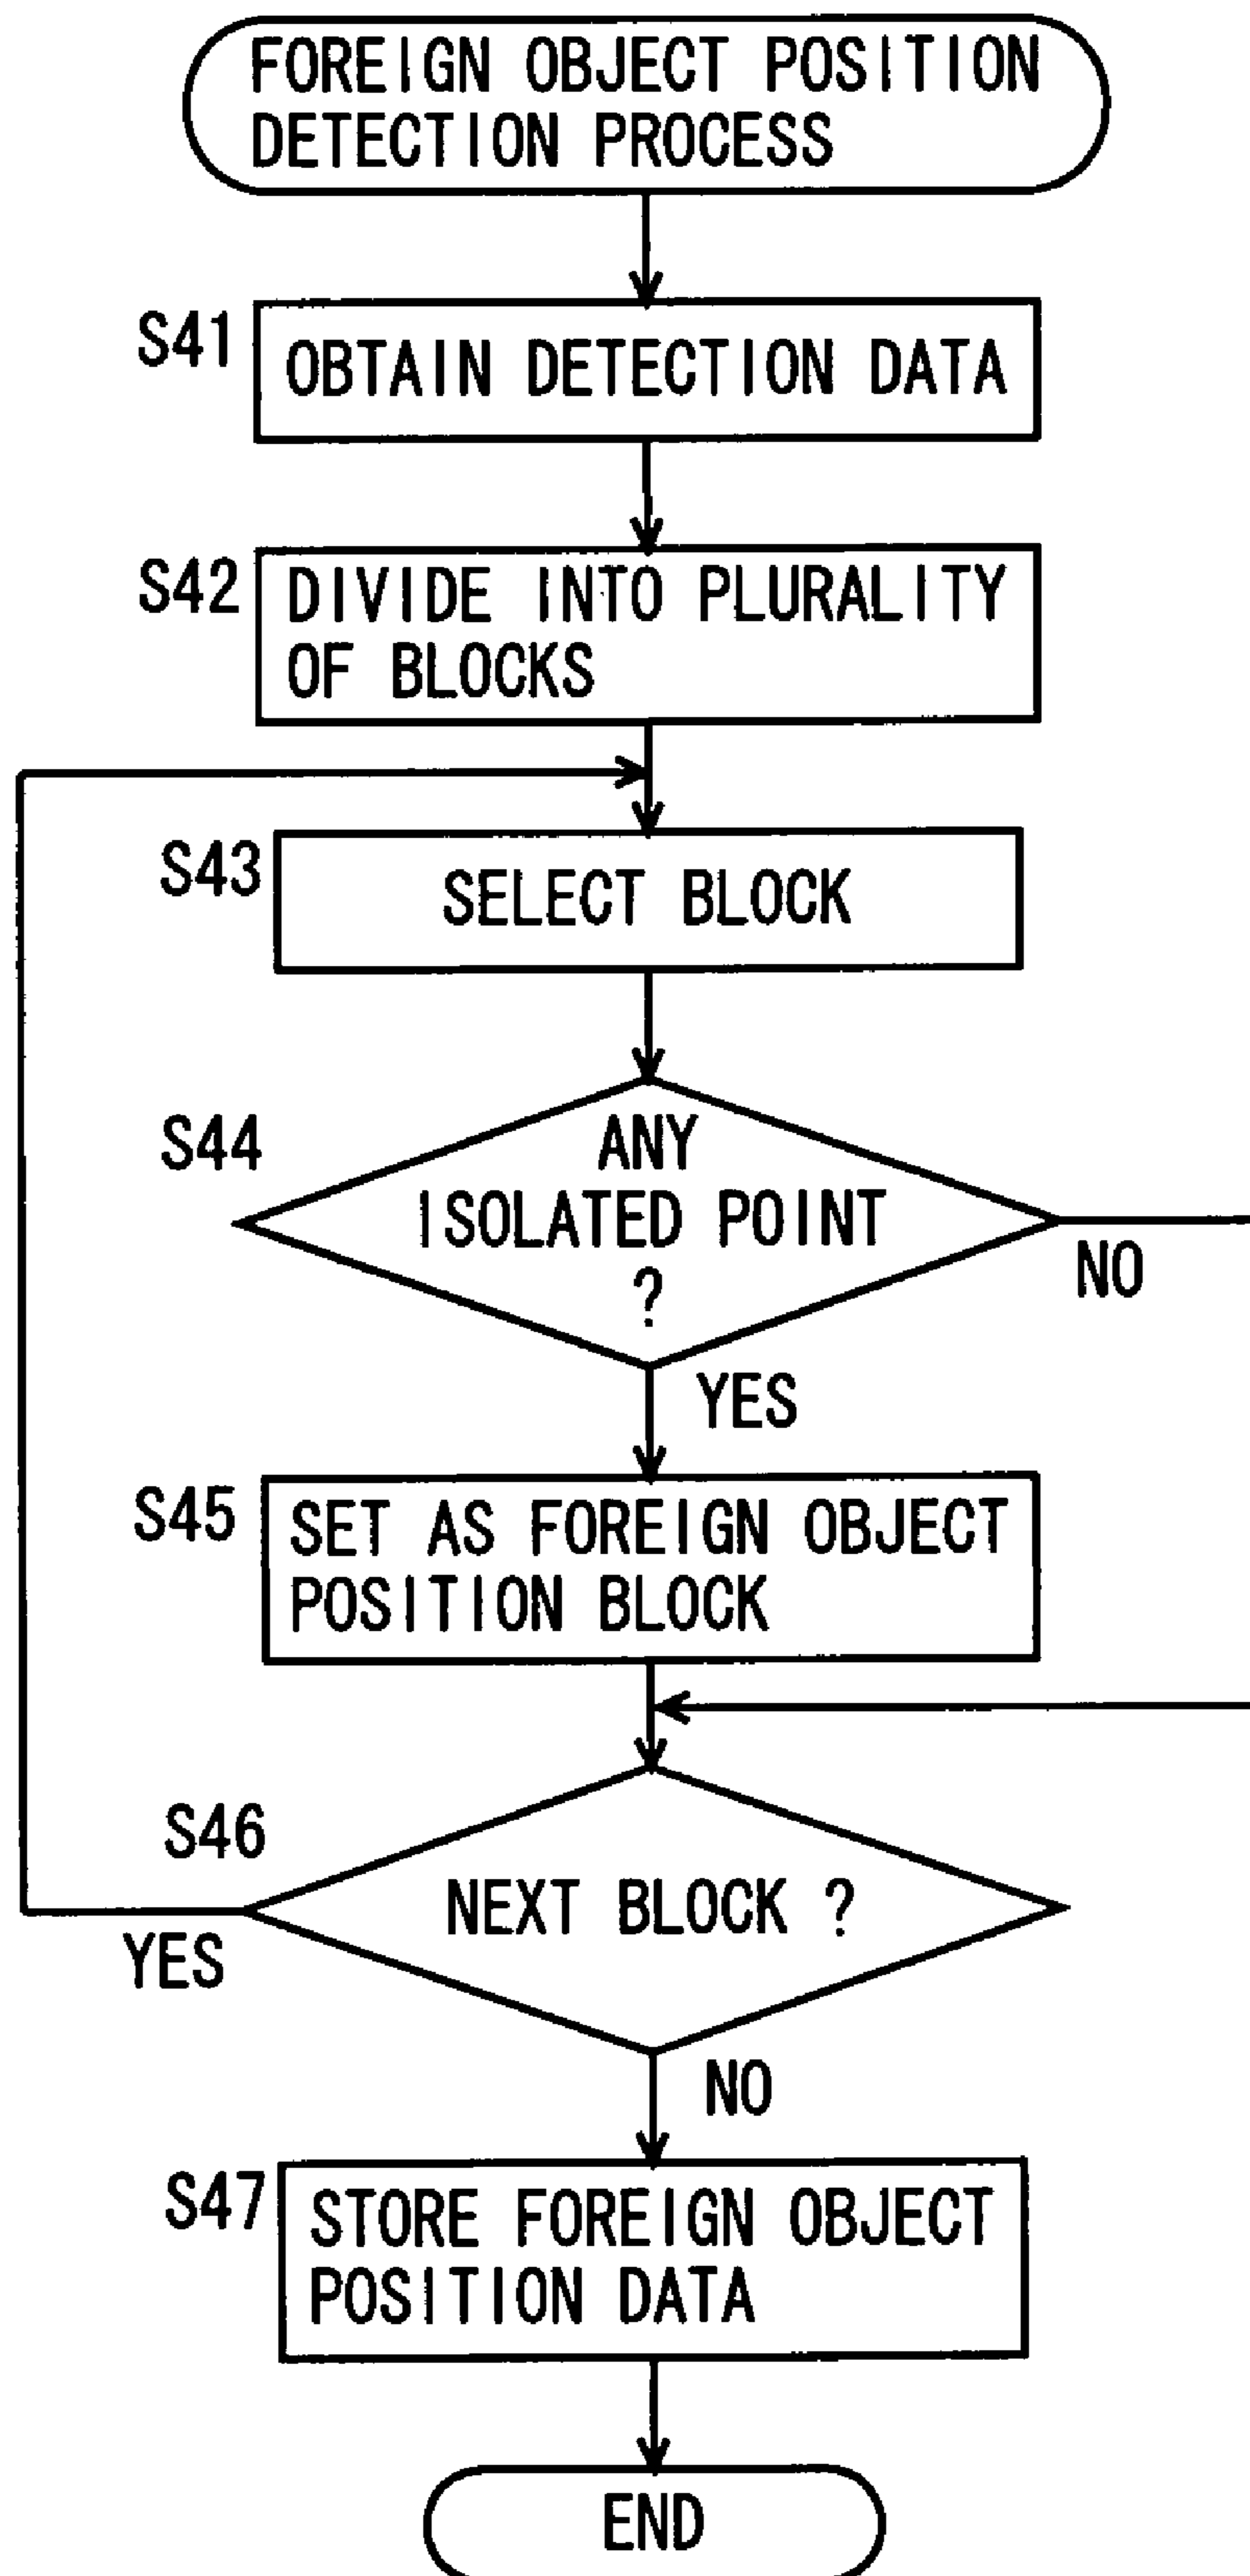 FOREIGN OBJECT POSITION
DETECTION PROCESS
S41
OBTAIN DETECTION DATA
S42
DIVIDE INTO PLURALITY
OF BLOCKS
S43
SELECT BLOCK
S44
ANY
ISOLATED POINT
?
NO
YES
S45
SET AS FOREIGN OBJECT
POSITION BLOCK
S46
NEXT BLOCK ?
YES
NO
S47
STORE FOREIGN OBJECT
POSITION DATA
END